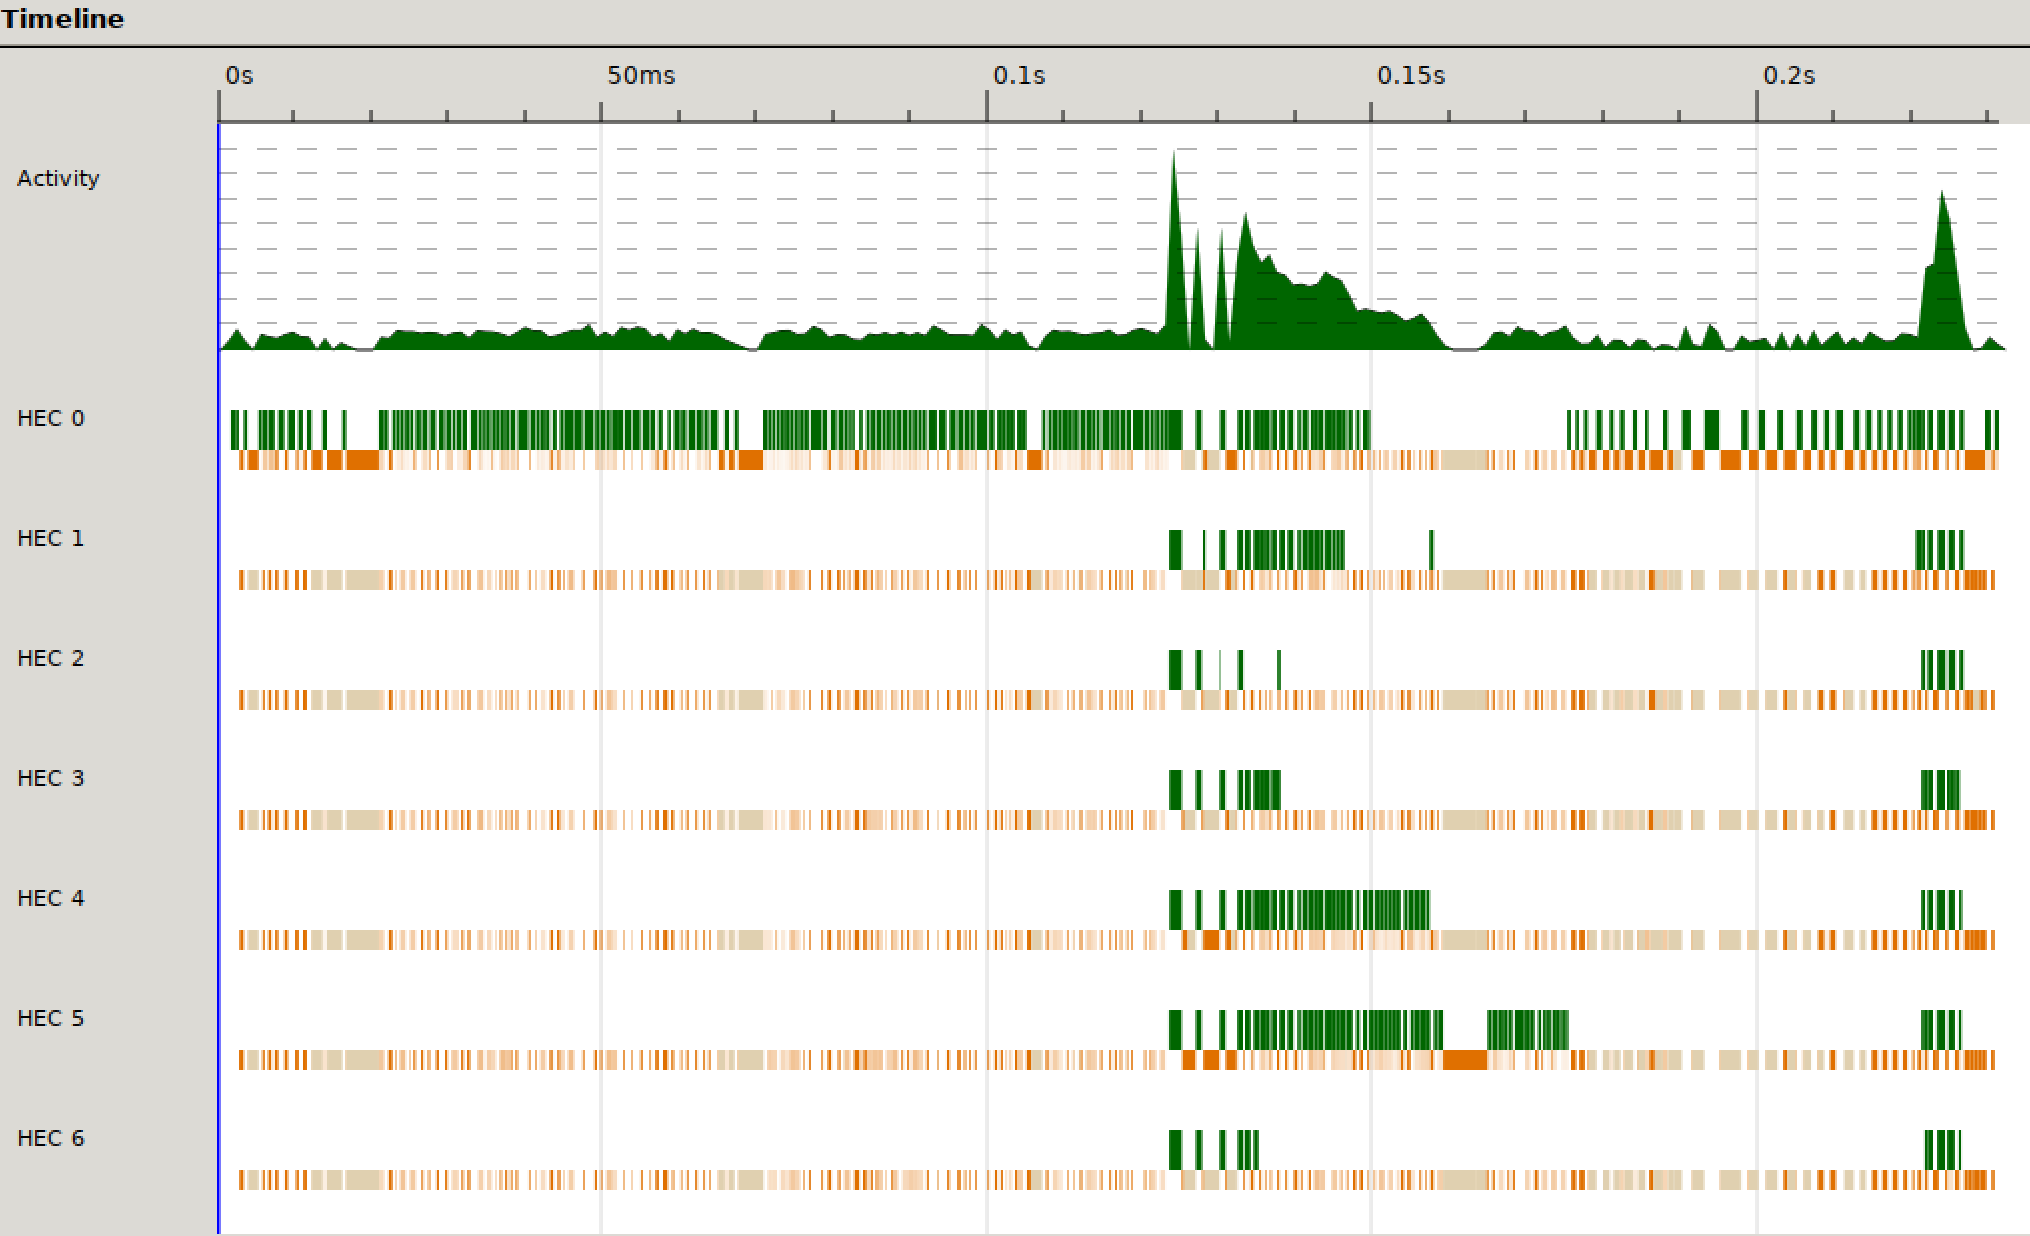 Timeline
0s 50ms 0.1s 0.15s 0.2s
Activity
HEC 0
HEC 1
HEC 2
HEC 3
HEC 4
HEC 5
HEC 6